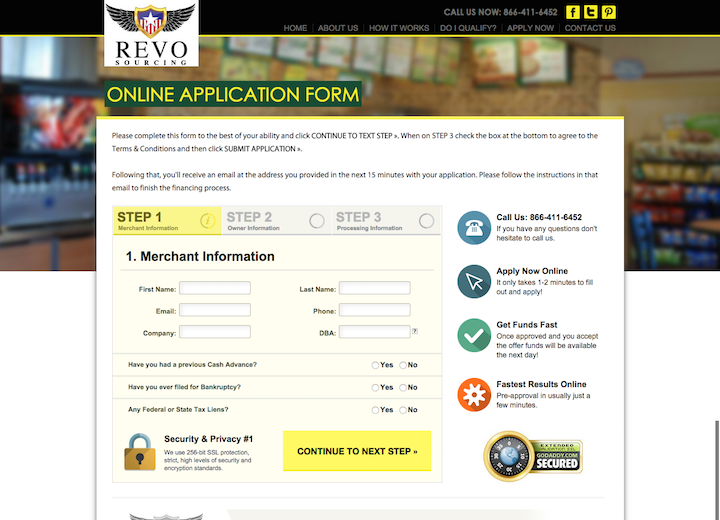 CALL US NOW: 866-411-6452
HOME
ABOUT US
HOW IT WORKS
DO I QUALIFY?
APPLY NOW
CONTACT US
REVO
SOURCING
ONLINE APPLICATION FORM
Please complete this form to the best of your ability and click CONTINUE TO TEXT STEP ». When on STEP 3 check the box at the bottom to agree to the
Terms & Conditions and then click SUBMIT APPLICATION ».
Following that, you'll receive an email at the address you provided in the next 15 minutes with your application. Please follow the instructions in that
email to finish the financing process.
STEP 1
Merchant Information
STEP 2
Owner Information
STEP 3
Processing Information
1. Merchant Information
First Name:
Last Name:
Email:
Phone:
Company:
DBA:
?
Have you had a previous Cash Advance?
Yes
No
Have you ever filed for Bankruptcy?
Yes
No
Any Federal or State Tax Liens?
Yes
No
Security & Privacy #1
We use 256-bit SSL protection,
strict, high levels of security and
encryption standards.
CONTINUE TO NEXT STEP »
Call Us: 866-411-6452
If you have any questions don't
hesitate to call us.
Apply Now Online
It only takes 1-2 minutes to fill
out and apply!
Get Funds Fast
Once approved and you accept
the offer funds will be available
the next day!
Fastest Results Online
Pre-approval in usually just a
few minutes.
EXTENDED
GODADDY.COM
SECURED